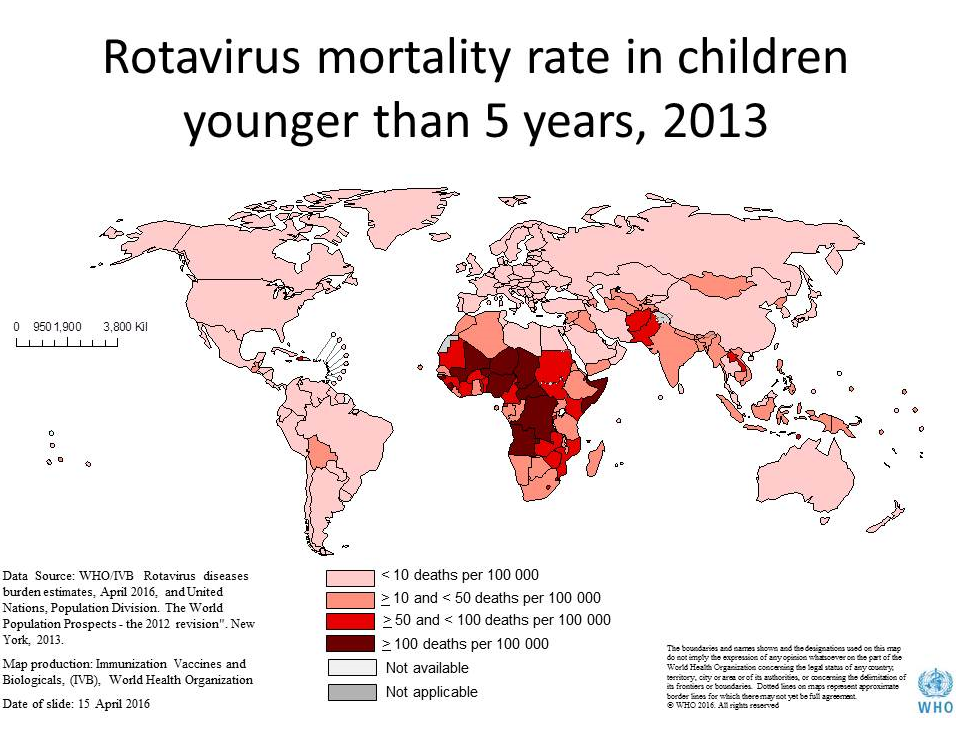 Rotavirus mortality rate in children
younger than 5 years, 2013
0 950 1,900 3,800 Kil
Data Source: WHO/IVB Rotavirus diseases
burden estimates, April 2016, and United
Nations, Population Division. The World
Population Prospects - the 2012 revision". New
York, 2013.
Map production: Immunization Vaccines and
Biologicals, (IVB), World Health Organization
Date of slide: 15 April 2016
< 10 deaths per 100 000
≥ 10 and < 50 deaths per 100 000
≥ 50 and < 100 deaths per 100 000
≥ 100 deaths per 100 000
Not available
Not applicable
The boundaries and names shown and the designations used on this map
do not imply the expression of any opinion whatsoever on the part of the
World Health Organization concerning the legal status of any country,
territory, city or area or of its authorities, or concerning the delimitation of
its frontiers or boundaries. Dotted lines on maps represent approximate
border lines for which there may not yet be full agreement.
© WHO 2016. All rights reserved
WHO